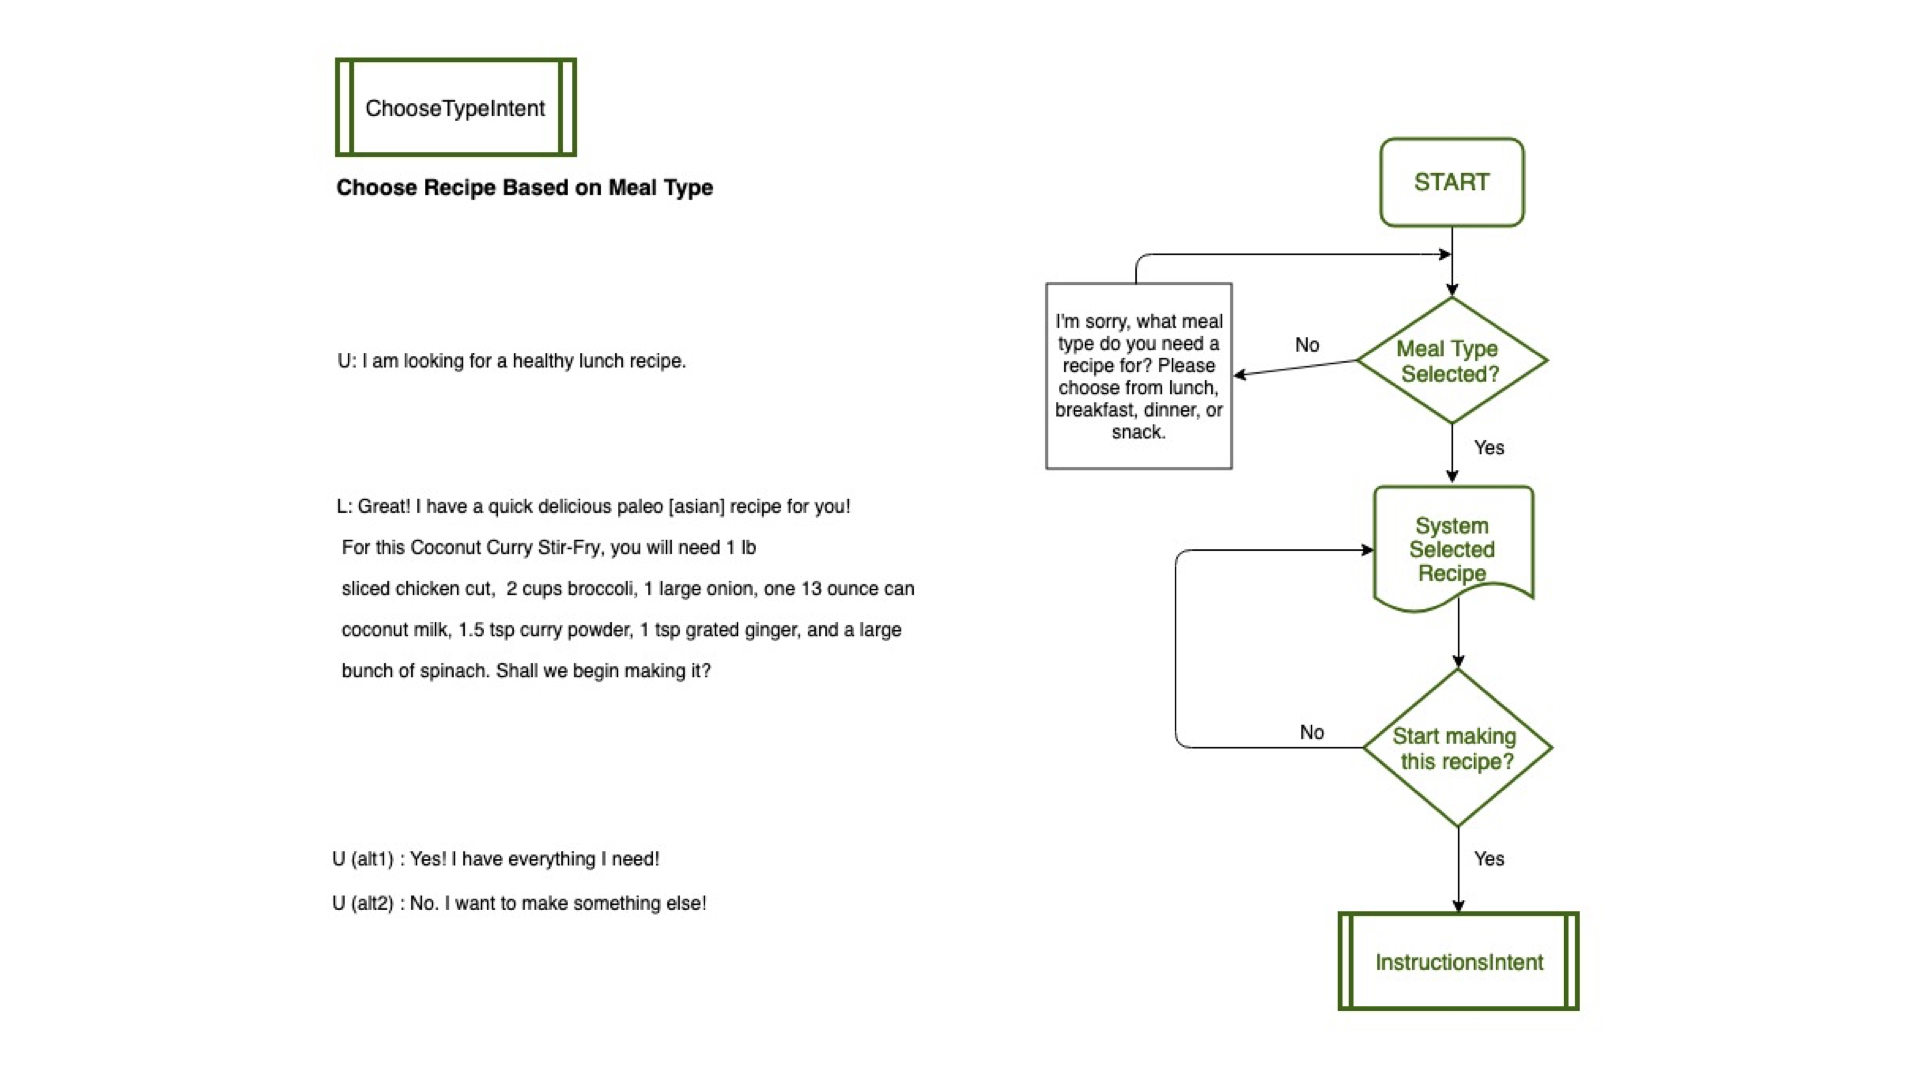 ChooseTypeIntent
Choose Recipe Based on Meal Type
U: I am looking for a healthy lunch recipe.
L: Great! I have a quick delicious paleo [asian] recipe for you!
For this Coconut Curry Stir-Fry, you will need 1 lb
sliced chicken cut, 2 cups broccoli, 1 large onion, one 13 ounce can
coconut milk, 1.5 tsp curry powder, 1 tsp grated ginger, and a large
bunch of spinach. Shall we begin making it?
U (alt1) : Yes! I have everything I need!
U (alt2) : No. I want to make something else!
START
Meal Type
Selected?
No
I'm sorry, what meal
type do you need a
recipe for? Please
choose from lunch,
breakfast, dinner, or
snack.
Yes
System
Selected
Recipe
Start making
this recipe?
No
Yes
InstructionsIntent